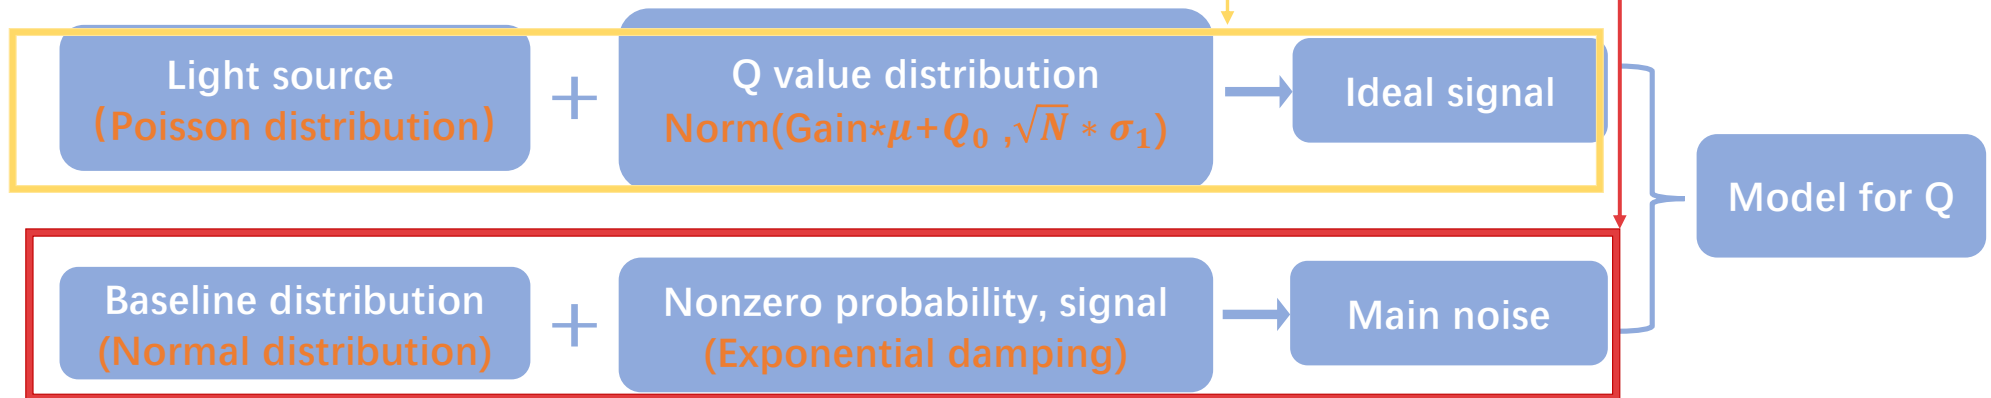 Light source
(Poisson distribution)
+
Q value distribution
Norm(Gain*μ+Q₀ ,√N * σ₁)
Ideal signal
Baseline distribution
(Normal distribution)
+
Nonzero probability, signal
(Exponential damping)
Main noise
Model for Q